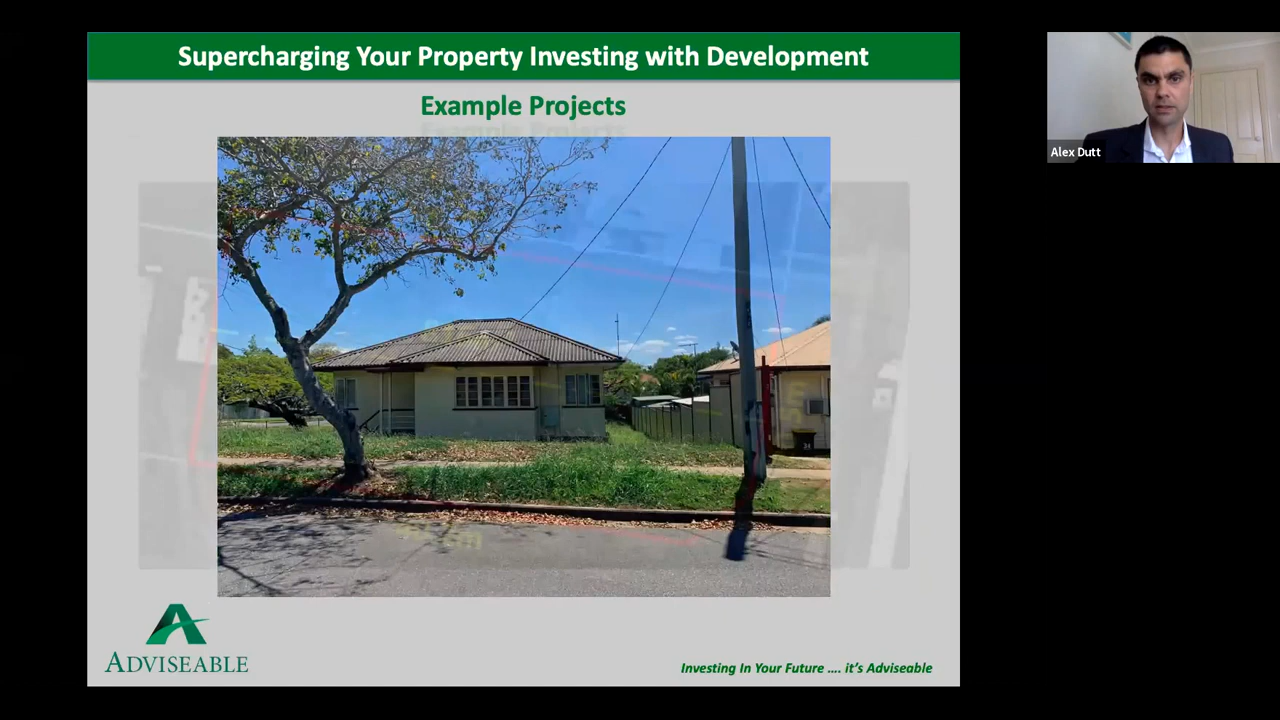 Supercharging Your Property Investing with Development
Example Projects
Alex Dutt
ADVISEABLE
Investing In Your Future .... it's Adviseable